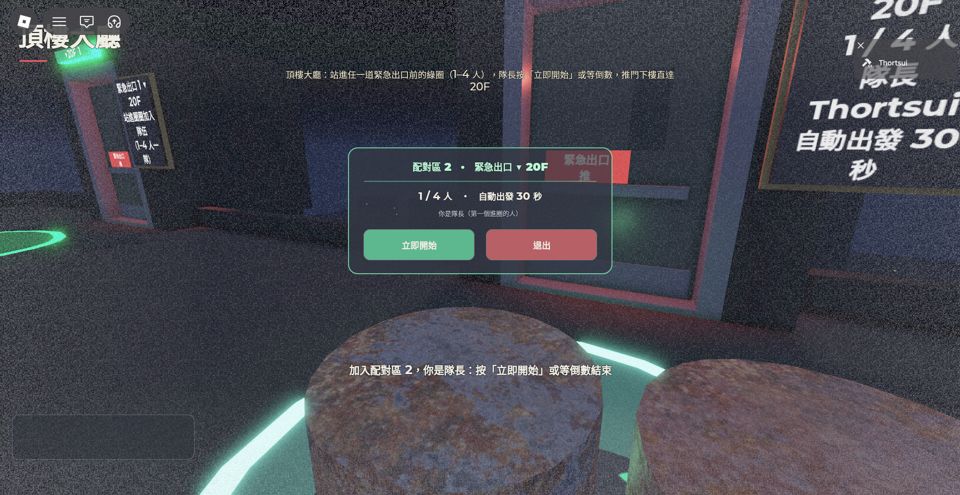 頂樓大廳
頂樓大廳：站進任一道緊急出口前的綠圈（1–4 人），隊長按「立即開始」或等倒數，推門下樓直達
20F
緊急出口 1 ▾
20F
站進圈圈加入
隊伍
(1–4 人一
隊)
緊急出口
推
20F
1 / 4 人
隊長
Thortsui
自動出發 30
秒
Thortsui
緊急出口
推
配對區 2 • 緊急出口 ▾ 20F
1 / 4 人 • 自動出發 30 秒
你是隊長（第一個進圈的人）
立即開始
退出
加入配對區 2，你是隊長：按「立即開始」或等倒數結束